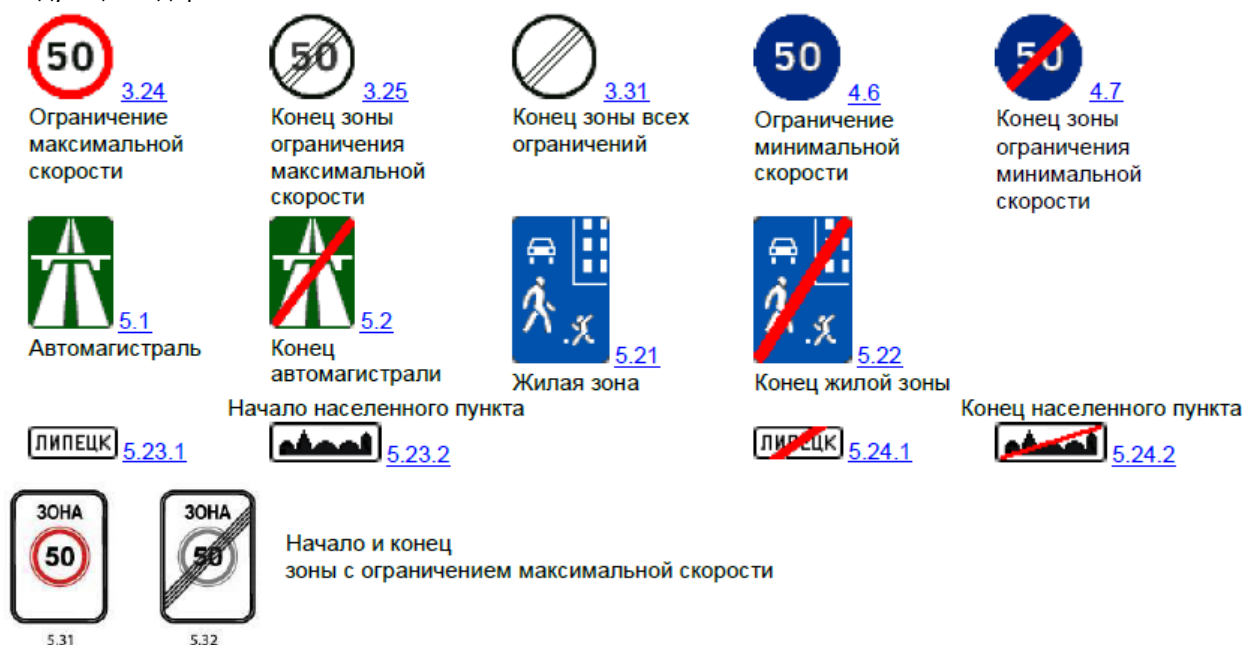 50 3.24
50 3.25
3.31
50 4.6
50 4.7
Ограничение
максимальной
скорости
Конец зоны
ограничения
максимальной
скорости
Конец зоны всех
ограничений
Ограничение
минимальной
скорости
Конец зоны
ограничения
минимальной
скорости
5.1
Автомагистраль
5.2
Конец
автомагистрали
5.21
Жилая зона
5.22
Конец жилой зоны
Начало населенного пункта
Конец населенного пункта
ЛИПЕЦК 5.23.1
5.23.2
ЛИПЕЦК 5.24.1
5.24.2
ЗОНА
50
5.31
ЗОНА
50
5.32
Начало и конец
зоны с ограничением максимальной скорости